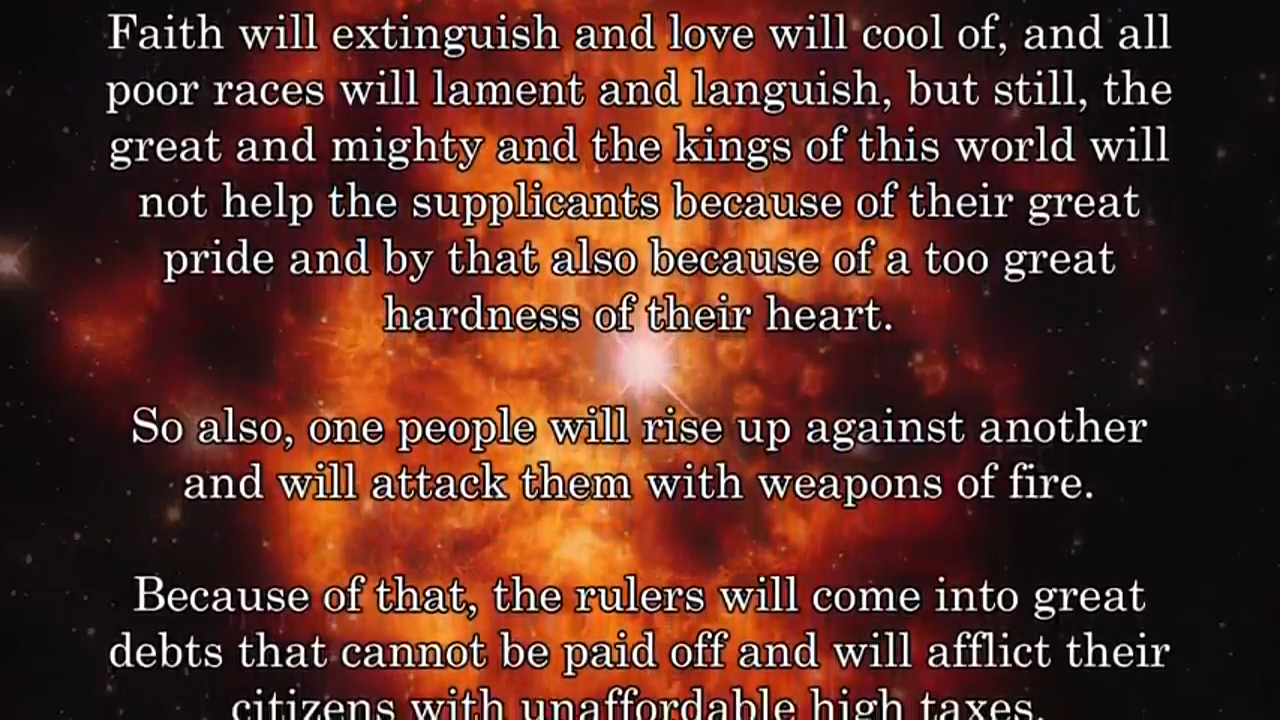 Faith will extinguish and love will cool of, and all
poor races will lament and languish, but still, the
great and mighty and the kings of this world will
not help the supplicants because of their great
pride and by that also because of a too great
hardness of their heart.
So also, one people will rise up against another
and will attack them with weapons of fire.
Because of that, the rulers will come into great
debts that cannot be paid off and will afflict their
citizens with unaffordable high taxes.